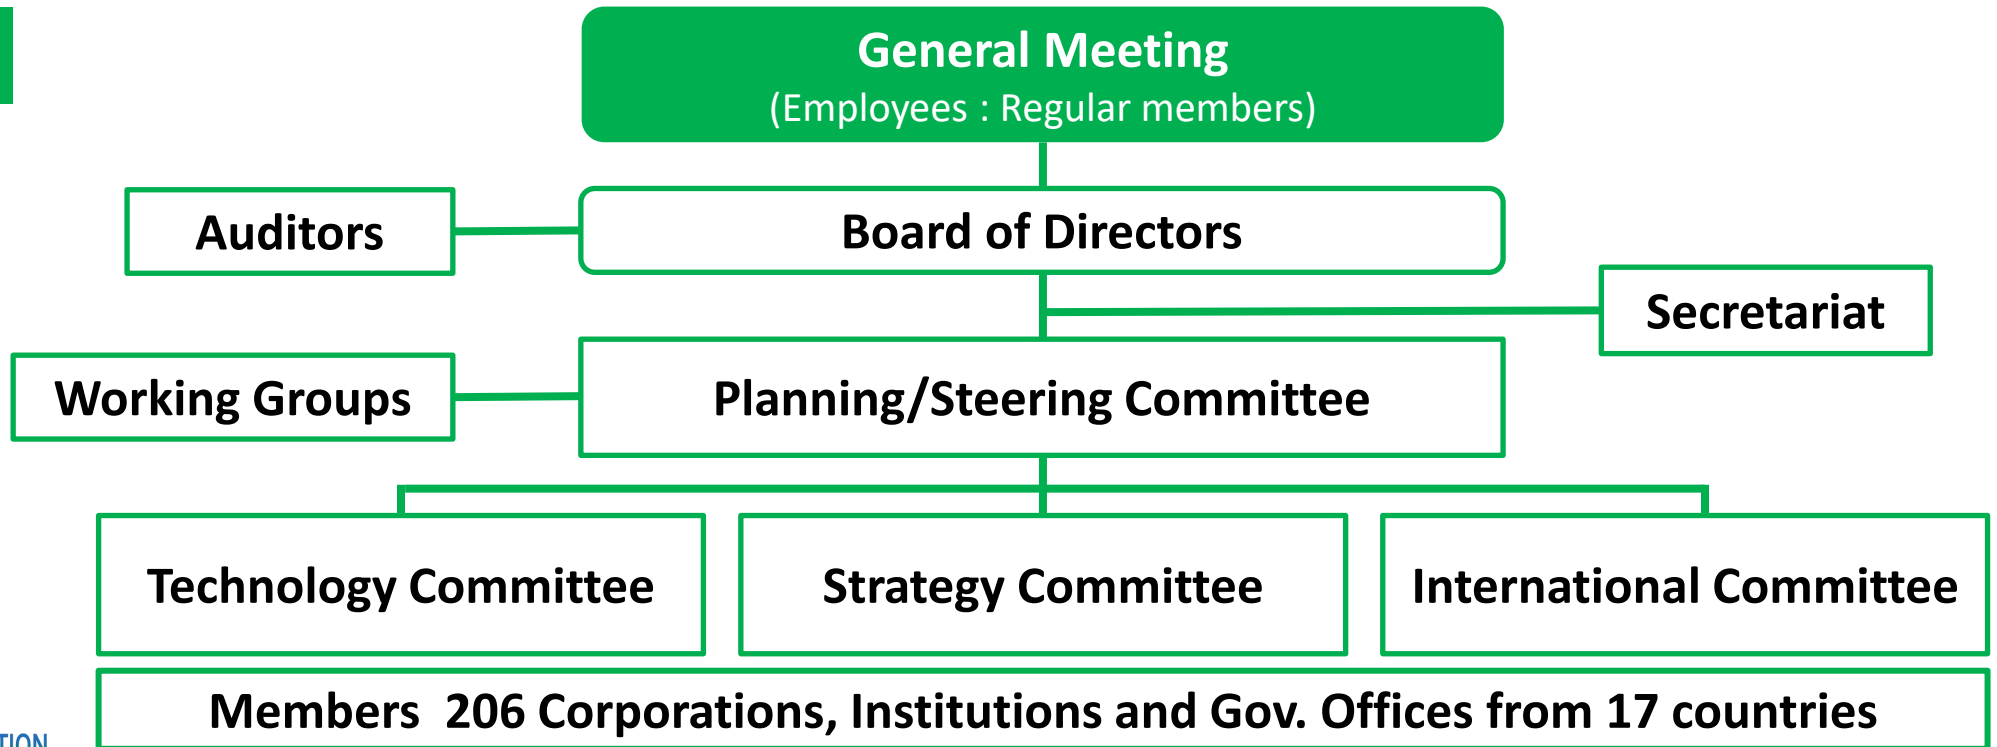 General Meeting
(Employees : Regular members)
Auditors
Board of Directors
Secretariat
Working Groups
Planning/Steering Committee
Technology Committee
Strategy Committee
International Committee
Members  206 Corporations, Institutions and Gov. Offices from 17 countries